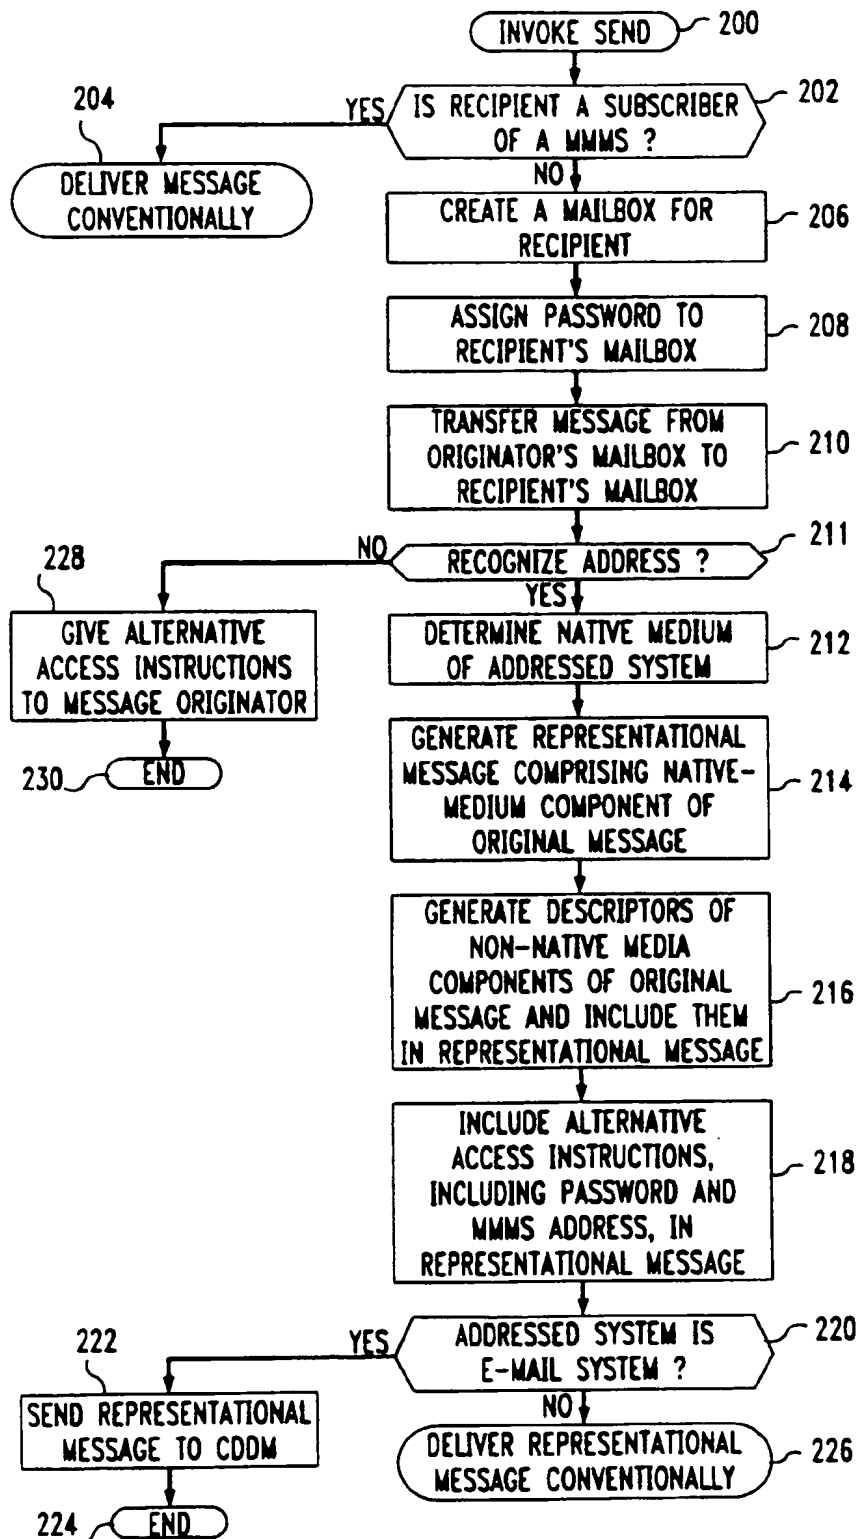 INVOKE SEND
200
204
YES
IS RECIPIENT A SUBSCRIBER
OF A MMMS ?
202
DELIVER MESSAGE
CONVENTIONALLY
NO
CREATE A MAILBOX FOR
RECIPIENT
206
ASSIGN PASSWORD TO
RECIPIENT'S MAILBOX
208
TRANSFER MESSAGE FROM
ORIGINATOR'S MAILBOX TO
RECIPIENT'S MAILBOX
210
NO
RECOGNIZE ADDRESS ?
211
228
YES
GIVE ALTERNATIVE
ACCESS INSTRUCTIONS
TO MESSAGE ORIGINATOR
DETERMINE NATIVE MEDIUM
OF ADDRESSED SYSTEM
212
230
END
GENERATE REPRESENTATIONAL
MESSAGE COMPRISING NATIVE-
MEDIUM COMPONENT OF
ORIGINAL MESSAGE
214
GENERATE DESCRIPTORS OF
NON-NATIVE MEDIA
COMPONENTS OF ORIGINAL
MESSAGE AND INCLUDE THEM
IN REPRESENTATIONAL MESSAGE
216
INCLUDE ALTERNATIVE
ACCESS INSTRUCTIONS,
INCLUDING PASSWORD AND
MMMS ADDRESS, IN
REPRESENTATIONAL MESSAGE
218
222
YES
ADDRESSED SYSTEM IS
E-MAIL SYSTEM ?
220
SEND REPRESENTATIONAL
MESSAGE TO CDDM
NO
DELIVER REPRESENTATIONAL
MESSAGE CONVENTIONALLY
226
224
END